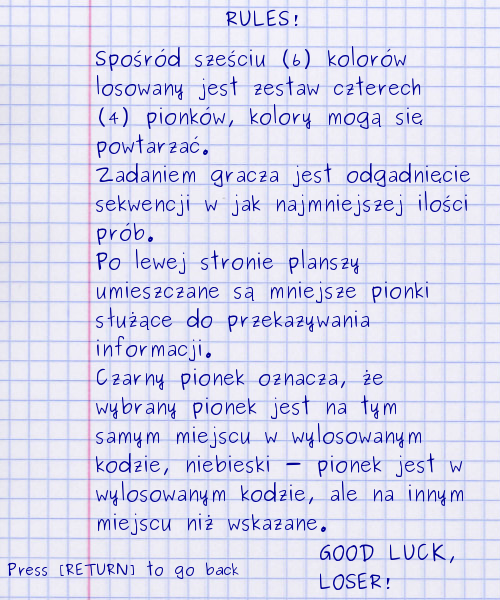 RULES!
Spośród sześciu (6) kolorów
losowany jest zestaw czterech
(4) pionków, kolory mogą się
powtarzać.
Zadaniem gracza jest odgadnięcie
sekwencji w jak najmniejszej ilości
prób.
Po lewej stronie planszy
umieszczane są mniejsze pionki
służące do przekazywania
informacji.
Czarny pionek oznacza, że
wybrany pionek jest na tym
samym miejscu w wylosowanym
kodzie, niebieski – pionek jest w
wylosowanym kodzie, ale na innym
miejscu niż wskazane.
GOOD LUCK,
LOSER!
Press [RETURN] to go back